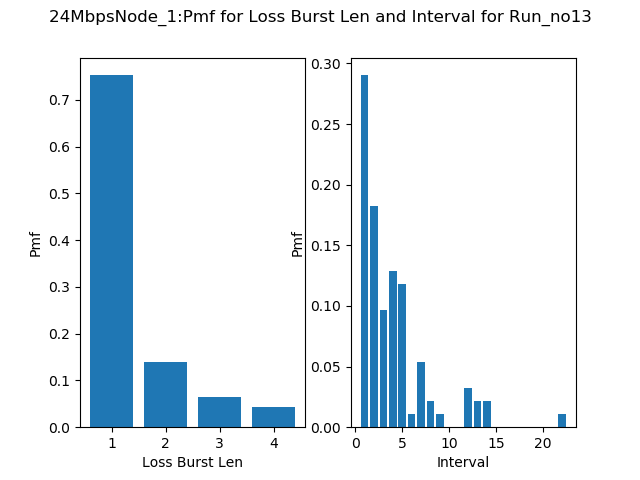 24MbpsNode_1:Pmf for Loss Burst Len and Interval for Run_no13
Pmf
0.7
0.6
0.5
0.4
0.3
0.2
0.1
0.0
1 2 3 4
Loss Burst Len
Pmf
0.30
0.25
0.20
0.15
0.10
0.05
0.00
0 5 10 15 20
Interval